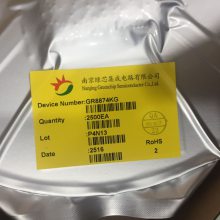 南京绿芯集成电路有限公司
Nanjing Greenchip Semiconductor Co.,Ltd
Device Number:GR8874KG
Quantity :2500EA
Lot :P4N13
:2516
QA
RoHS
2